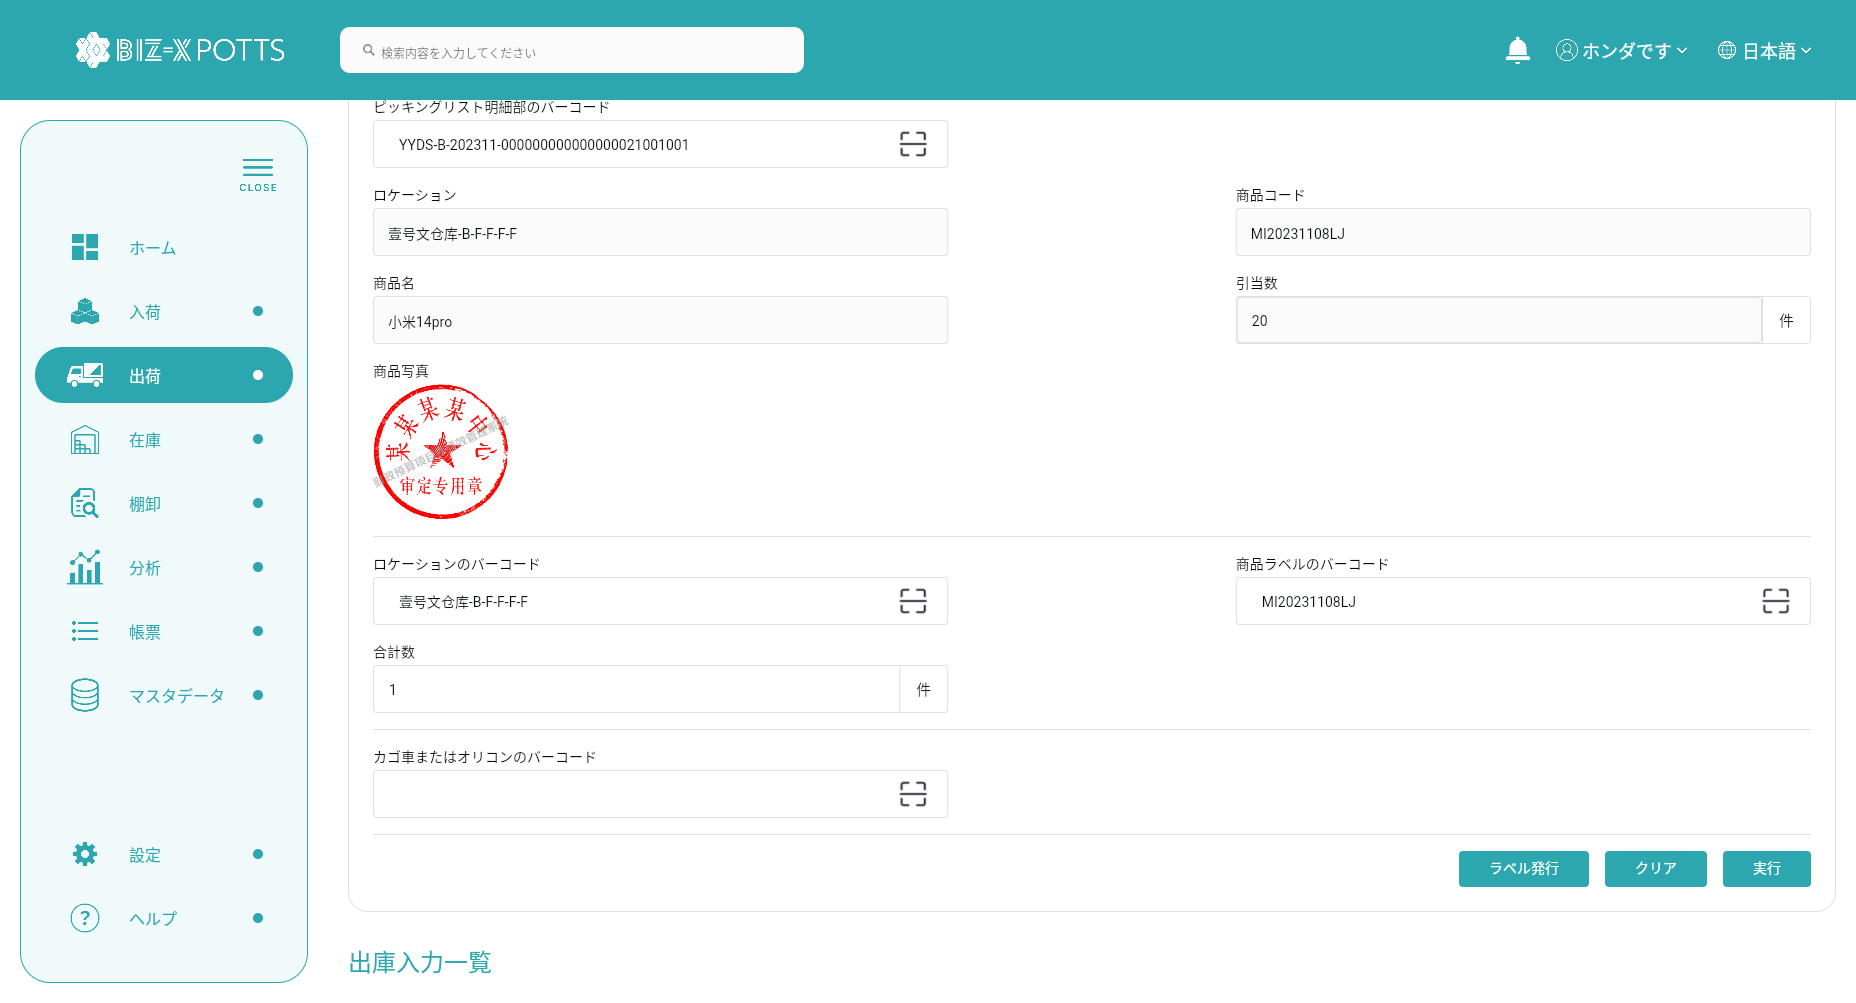 BIZ-X POTTS
検索内容を入力してください
ホンダです
日本語
CLOSE
ホーム
入荷
出荷
在庫
棚卸
分析
帳票
マスタデータ
設定
ヘルプ
ピッキングリスト明細部のバーコード
YYDS-B-202311-000000000000000021001001
ロケーション
商品コード
壹号文仓库-B-F-F-F-F
MI20231108LJ
商品名
引当数
小米14pro
20
件
商品写真
某某某某中心
审定专用章
ロケーションのバーコード
商品ラベルのバーコード
壹号文仓库-B-F-F-F-F
MI20231108LJ
合計数
1
件
カゴ車またはオリコンのバーコード
ラベル発行
クリア
実行
出庫入力一覧